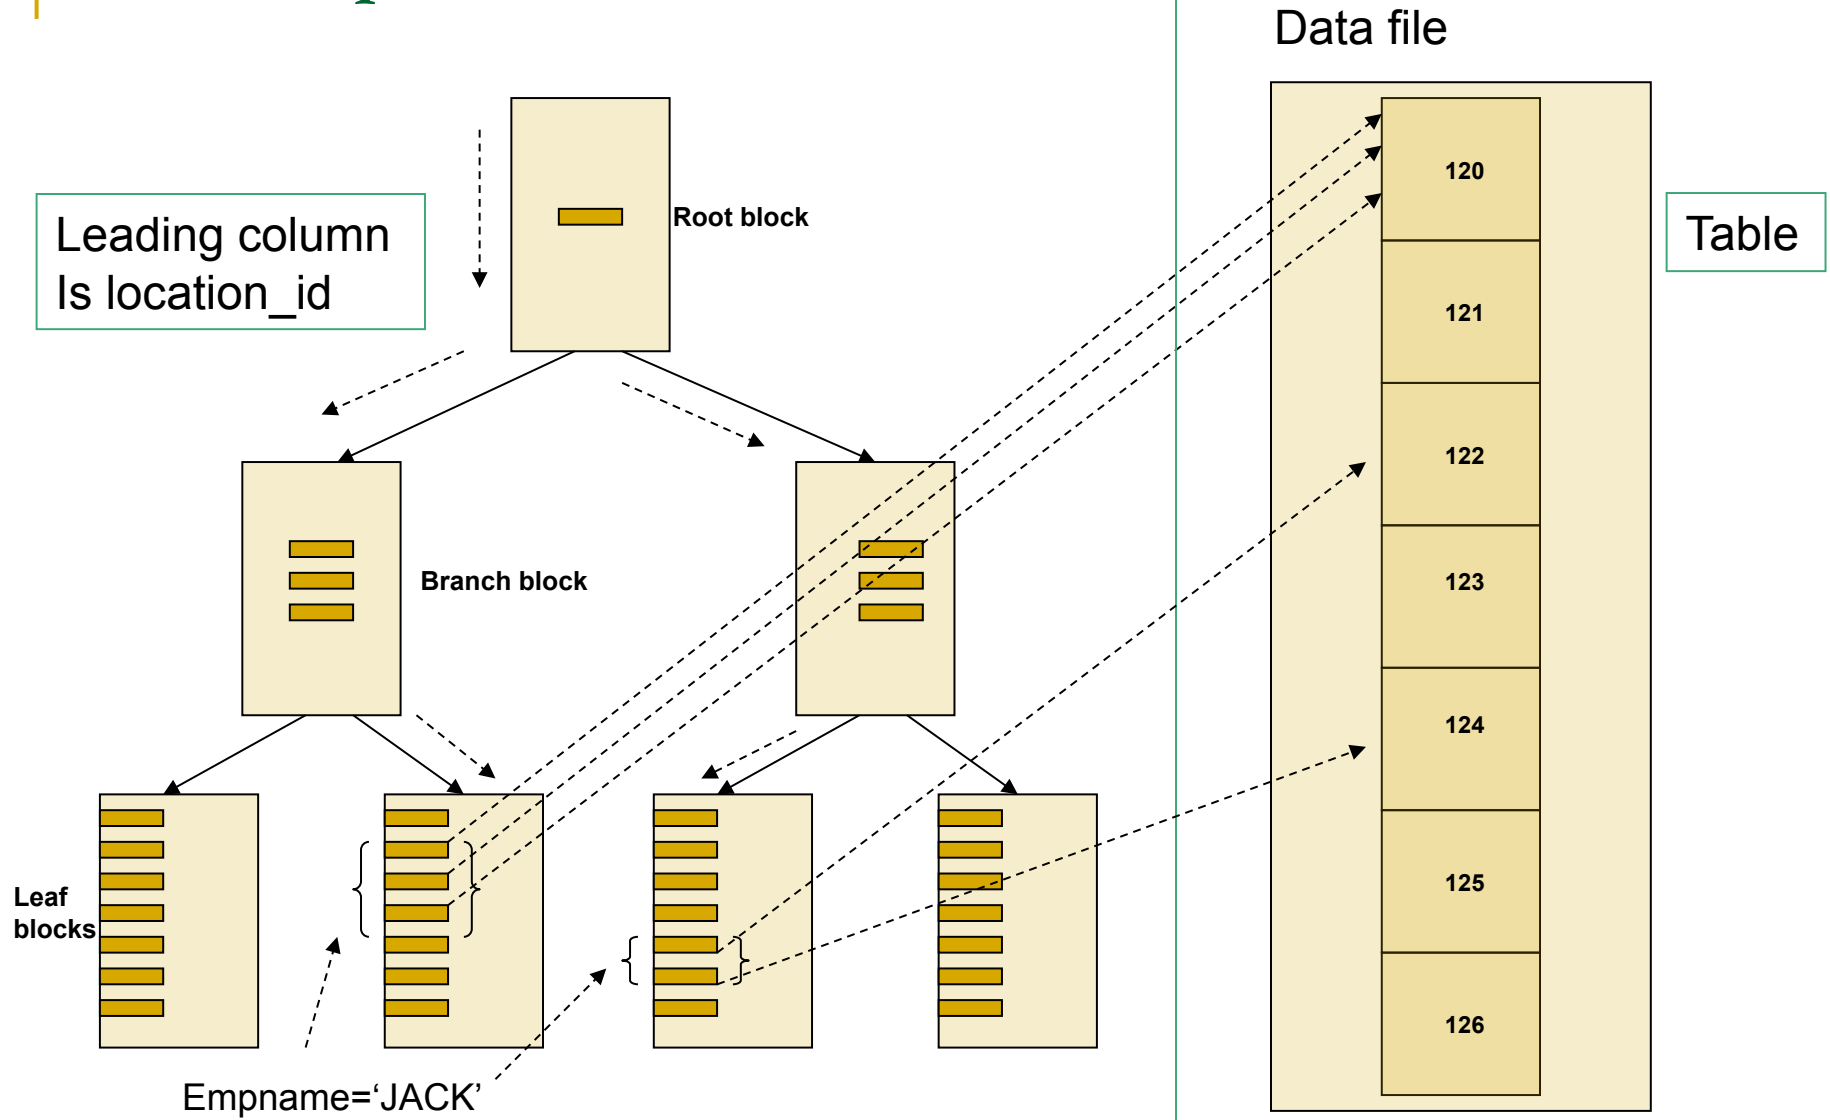 Data file
Root block
Leading column
Is location_id
Table
Branch block
Leaf
blocks
Empname=‘JACK’
120
121
122
123
124
125
126